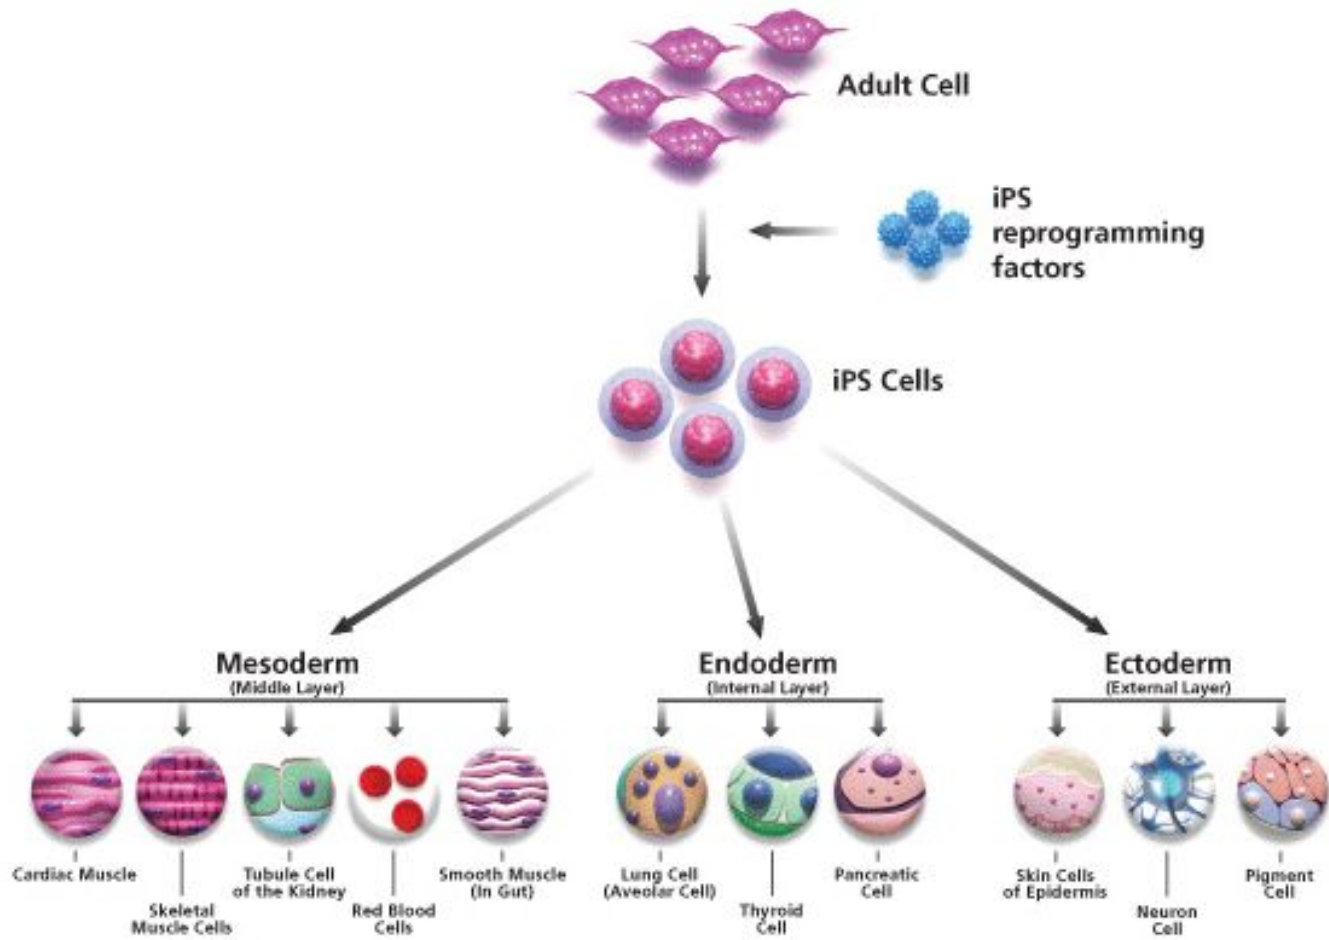 Adult Cell
iPS
reprogramming
factors
iPS Cells
Mesoderm
(Middle Layer)
Endoderm
(Internal Layer)
Ectoderm
(External Layer)
Cardiac Muscle
Skeletal
Muscle Cells
Tubule Cell
of the Kidney
Red Blood
Cells
Smooth Muscle
(In Gut)
Lung Cell
(Aveolar Cell)
Thyroid
Cell
Pancreatic
Cell
Skin Cells
of Epidermis
Neuron
Cell
Pigment
Cell